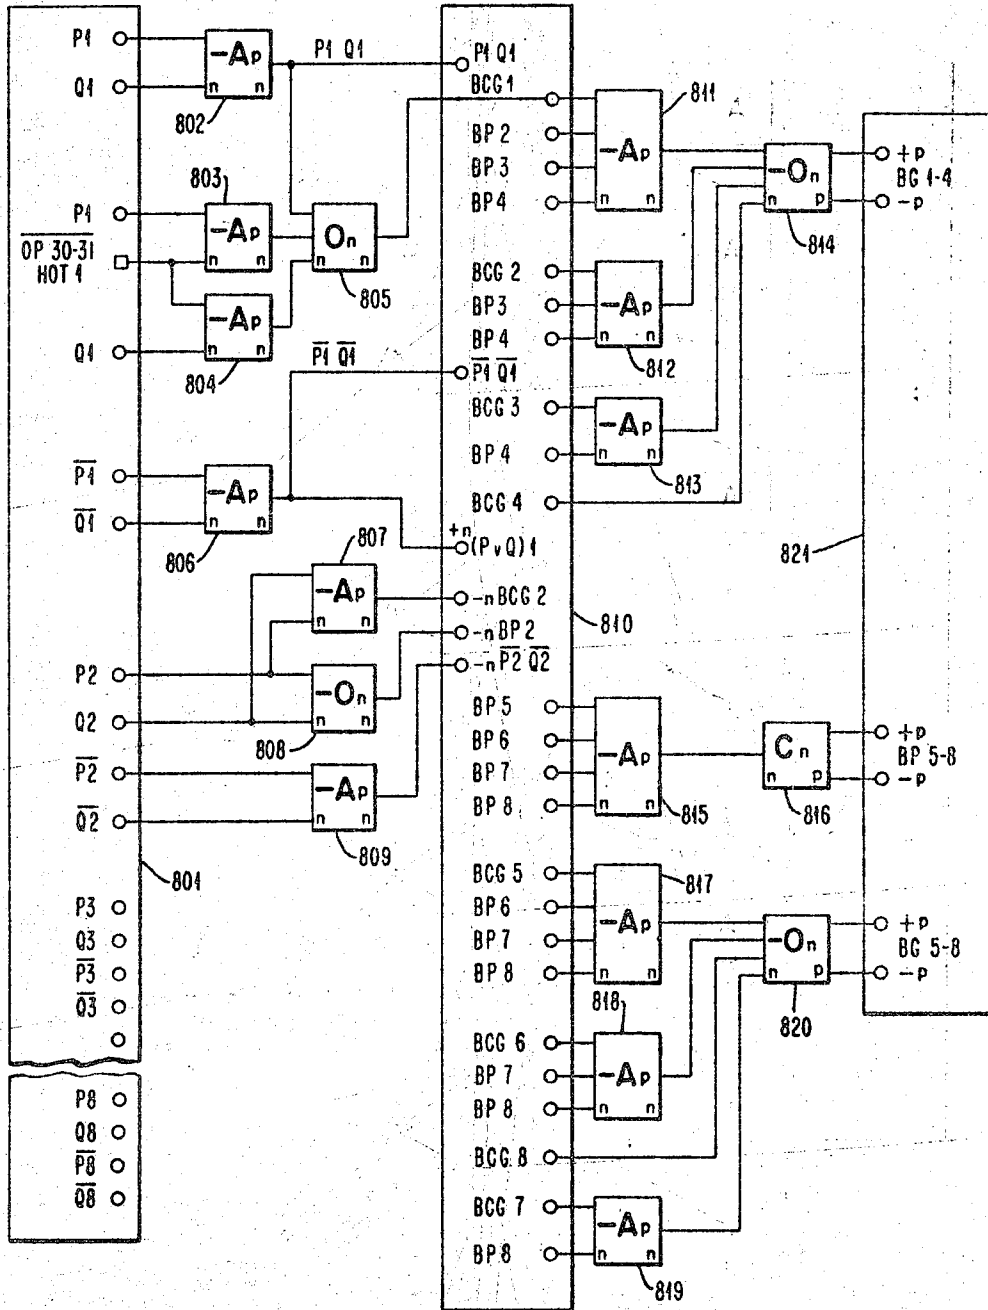 P1
Q1
-Ap
n n
802
P1 Q1
P1
OP 30-31
HOT 1
Q1
803
-Ap
n n
-Ap
n n
804
On
n n
805
P̅1̅ Q̅1̅
P̅1̅
Q̅1̅
-Ap
n n
806
807
-Ap
n n
P2
Q2
-On
n n
808
P̅2̅
Q̅2̅
-Ap
n n
809
801
P3
Q3
P̅3̅
Q̅3̅
P8
Q8
P̅8̅
Q̅8̅
P1 Q1
BCG 1
BP 2
BP 3
BP 4
BCG 2
BP 3
BP 4
P̅1̅ Q̅1̅
BCG 3
BP 4
BCG 4
+n
(PvQ)1
-n BCG 2
-n BP 2
-n P̅2̅ Q̅2̅
810
BP 5
BP 6
BP 7
BP 8
BCG 5
BP 6
BP 7
BP 8
BCG 6
BP 7
BP 8
BCG 8
BCG 7
BP 8
811
-Ap
n n
-Ap
n n
812
-Ap
n n
813
-On
n p
814
+p
BG 1-4
-p
821
-Ap
n n
815
Cn
n p
816
+p
BP 5-8
-p
817
-Ap
n n
818
-Ap
n n
-Ap
n n
819
-On
n p
820
+p
BG 5-8
-p